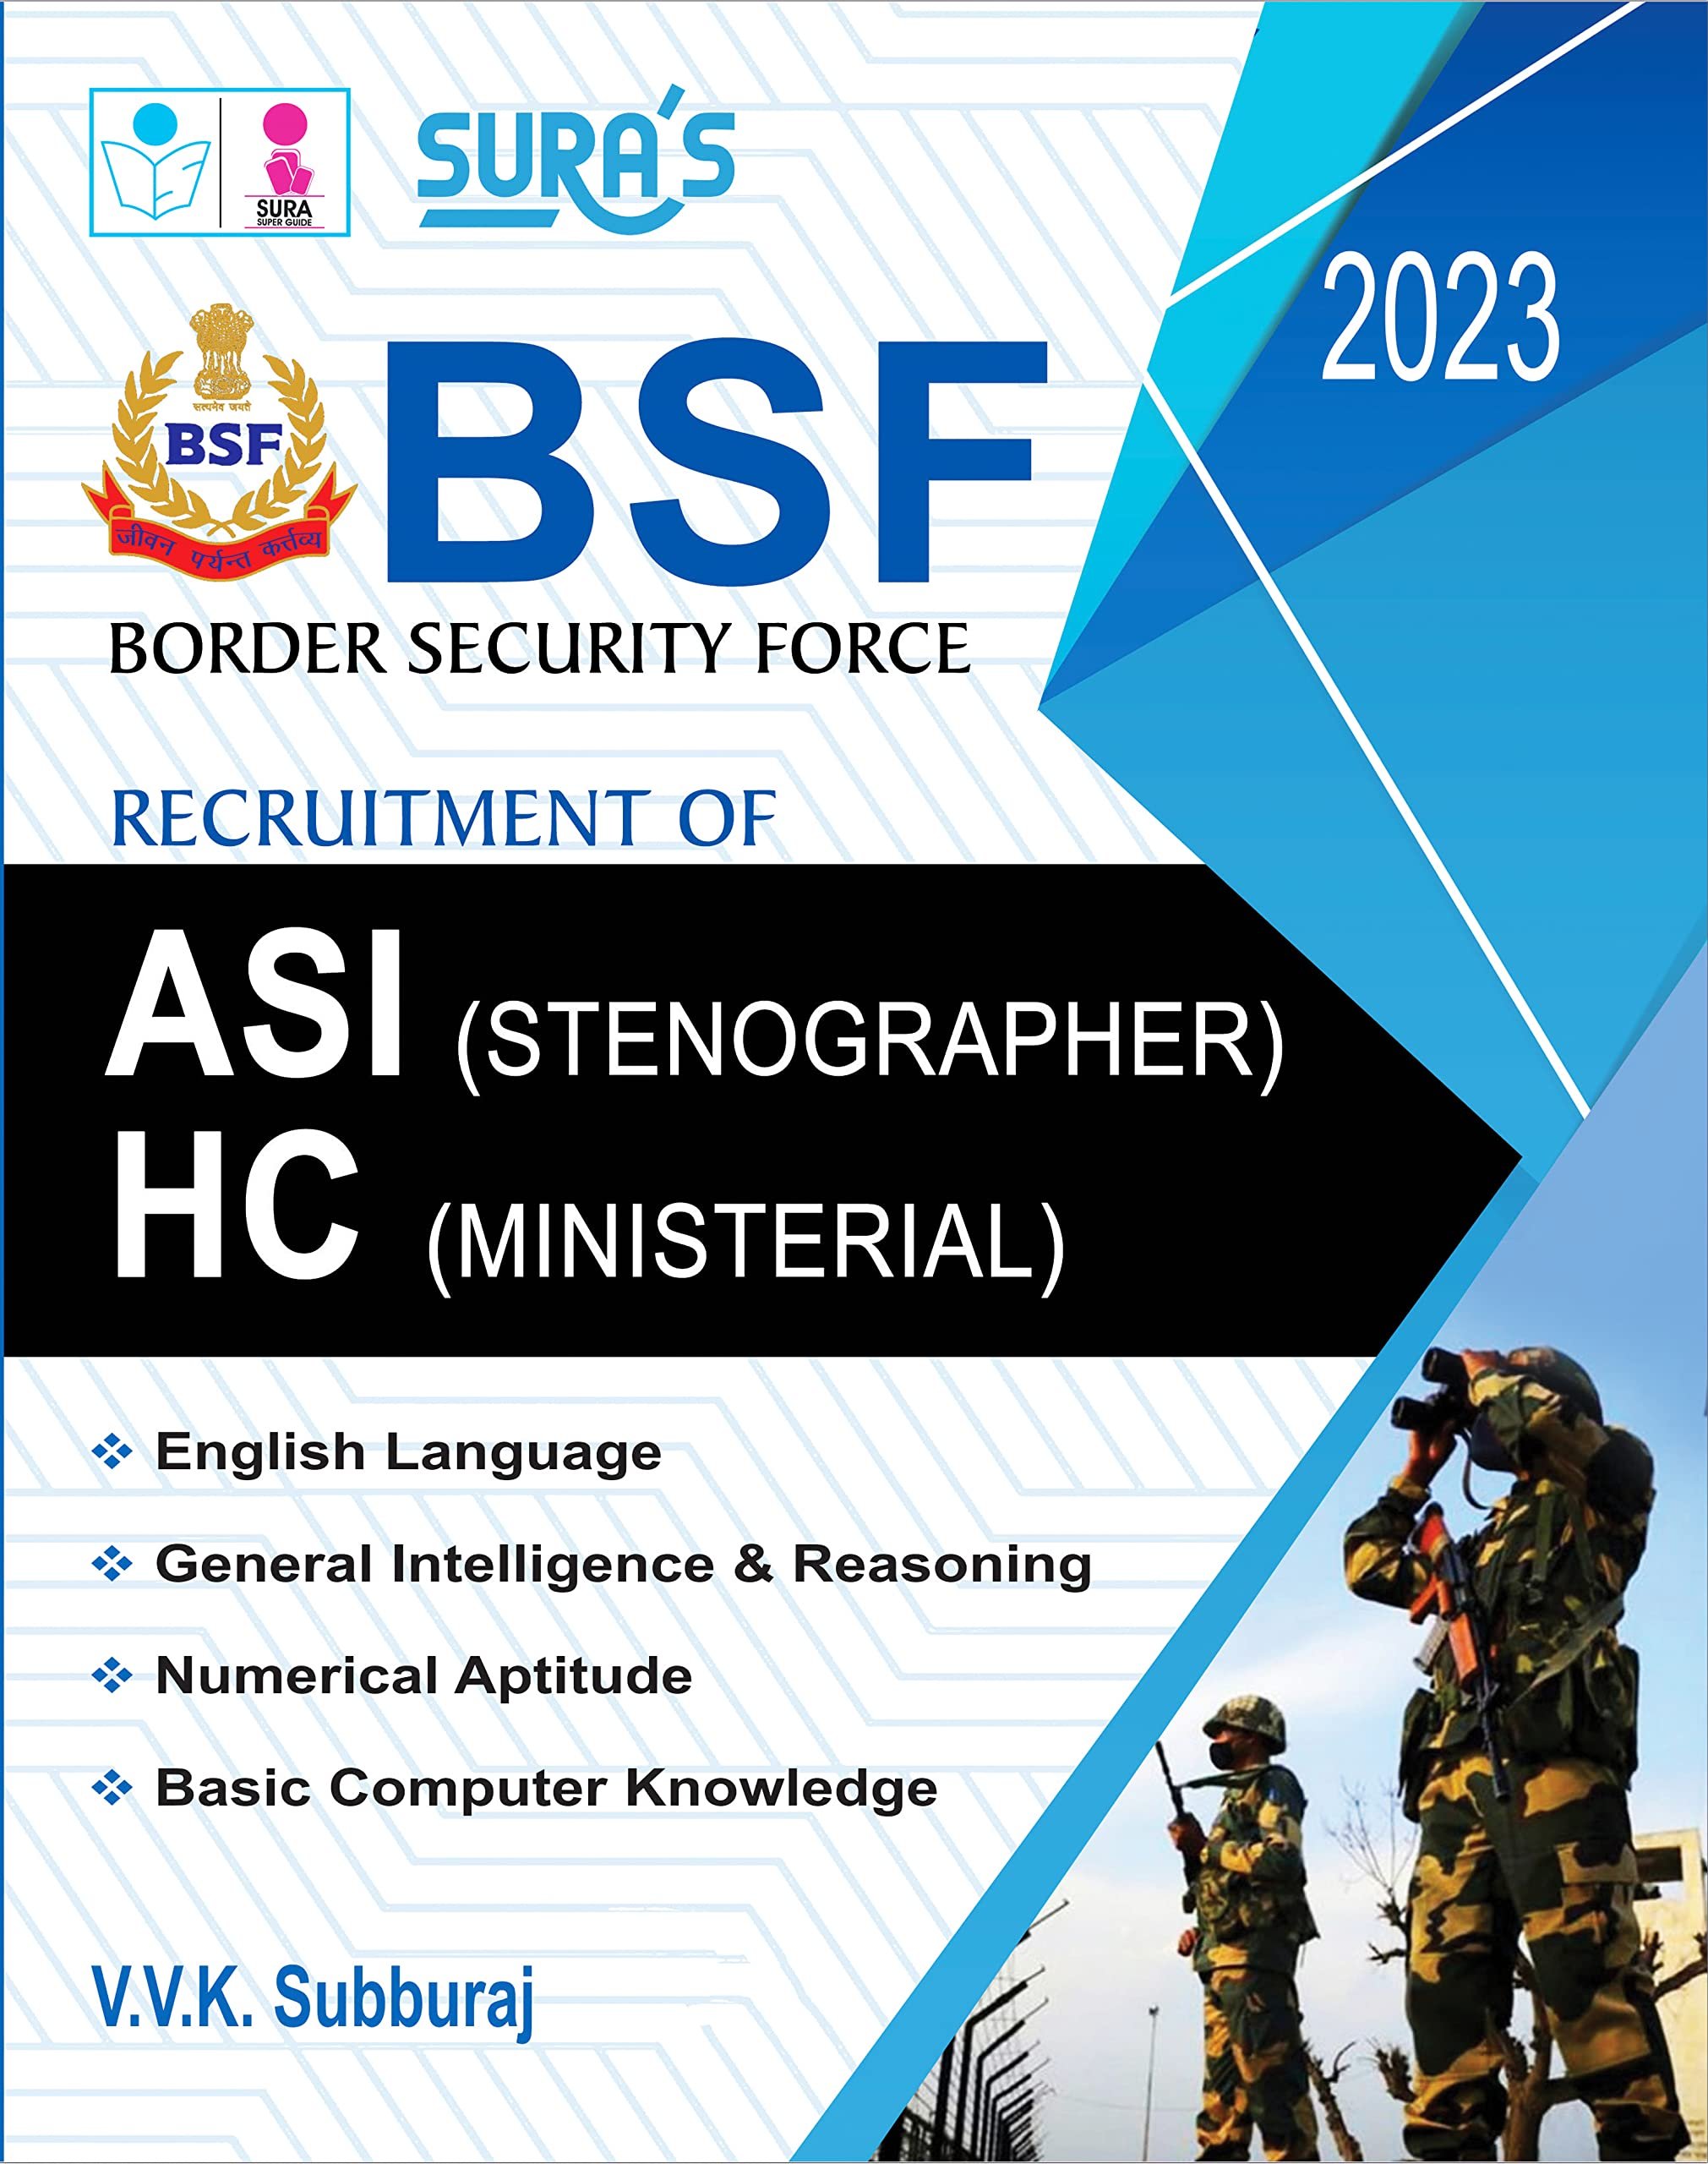 SURA'S
SURA
SUPER GUIDE
2023
सत्यमेव जयते
BSF
जीवन पर्यन्त कर्त्तव्य
BSF
BORDER SECURITY FORCE
RECRUITMENT OF
ASI (STENOGRAPHER)
HC (MINISTERIAL)
English Language
General Intelligence & Reasoning
Numerical Aptitude
Basic Computer Knowledge
V.V.K. Subburaj